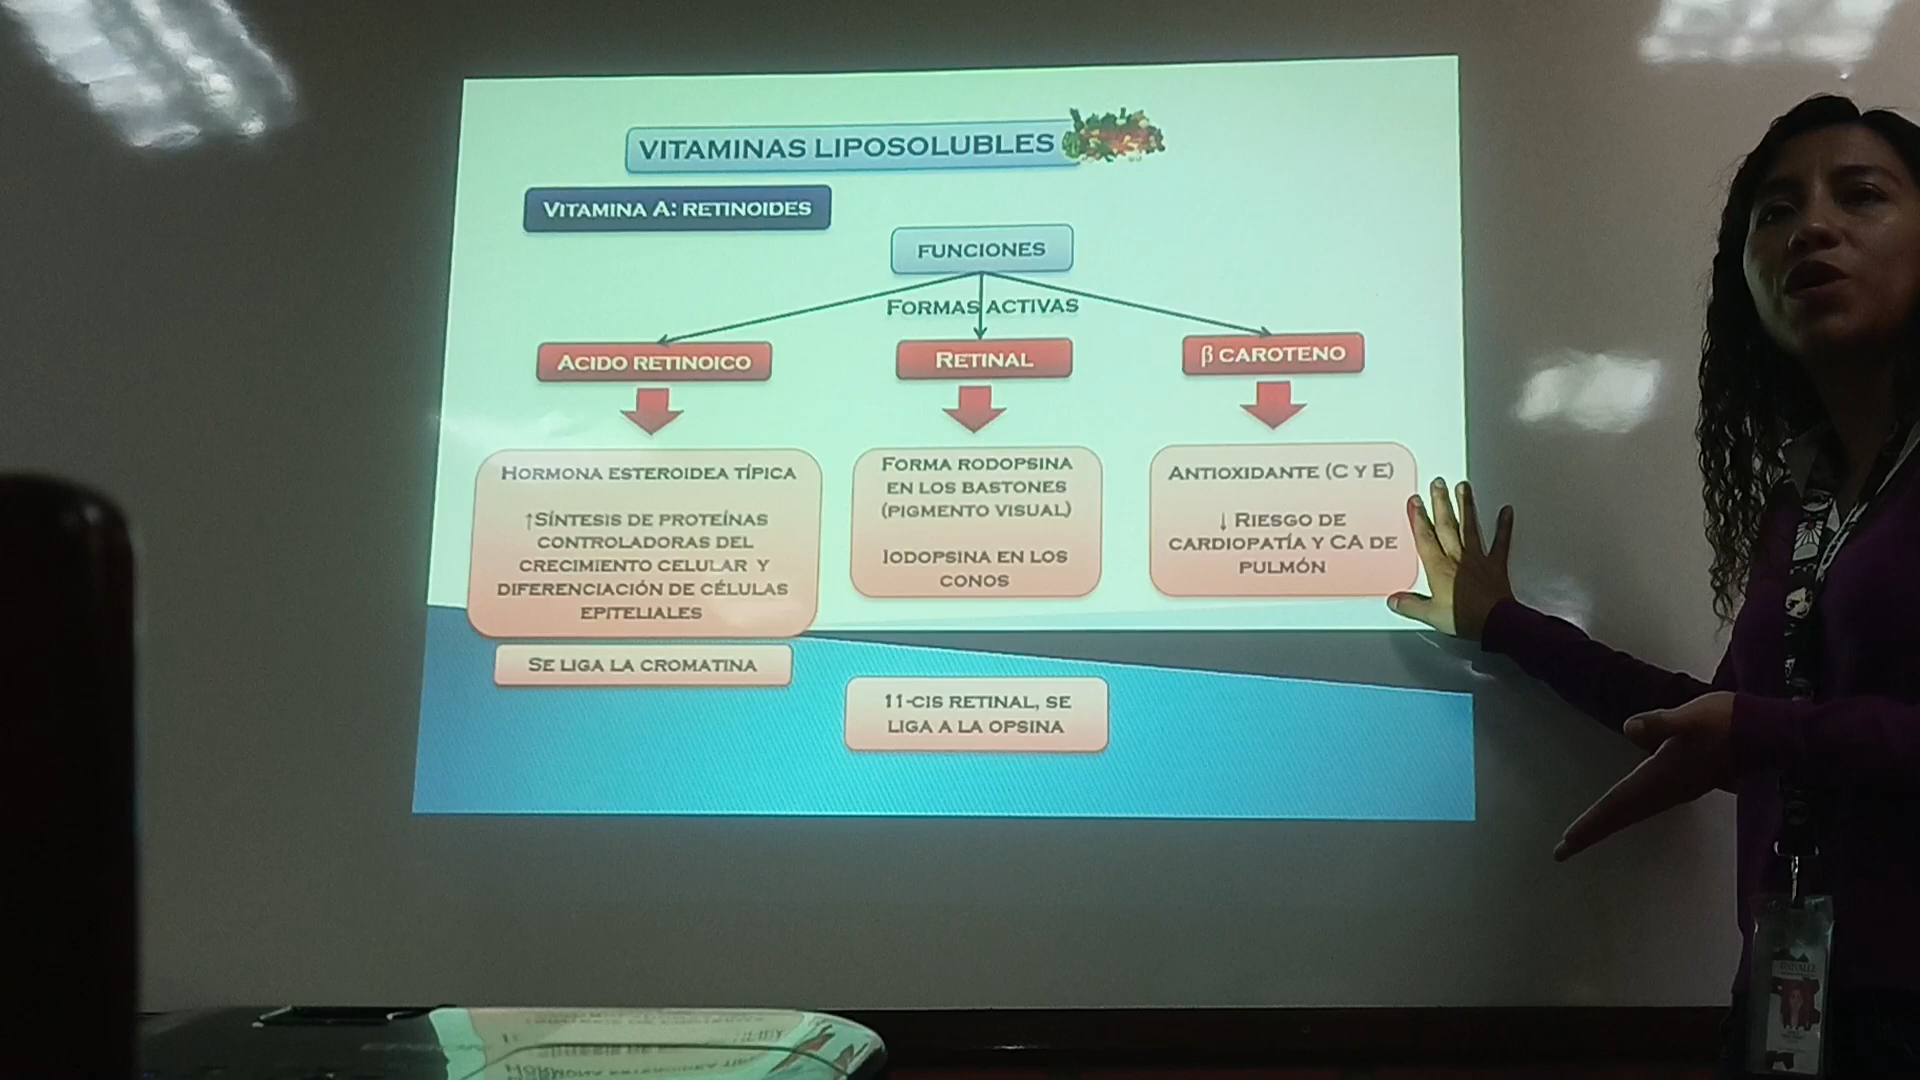 VITAMINAS LIPOSOLUBLES
VITAMINA A: RETINOIDES
FUNCIONES
FORMAS ACTIVAS
ACIDO RETINOICO
RETINAL
β CAROTENO
HORMONA ESTEROIDEA TÍPICA
↑SÍNTESIS DE PROTEÍNAS
CONTROLADORAS DEL
CRECIMIENTO CELULAR Y
DIFERENCIACIÓN DE CÉLULAS
EPITELIALES
SE LIGA LA CROMATINA
FORMA RODOPSINA
EN LOS BASTONES
(PIGMENTO VISUAL)
IODOPSINA EN LOS
CONOS
11-CIS RETINAL, SE
LIGA A LA OPSINA
ANTIOXIDANTE (C Y E)
↓ RIESGO DE
CARDIOPATÍA Y CA DE
PULMÓN